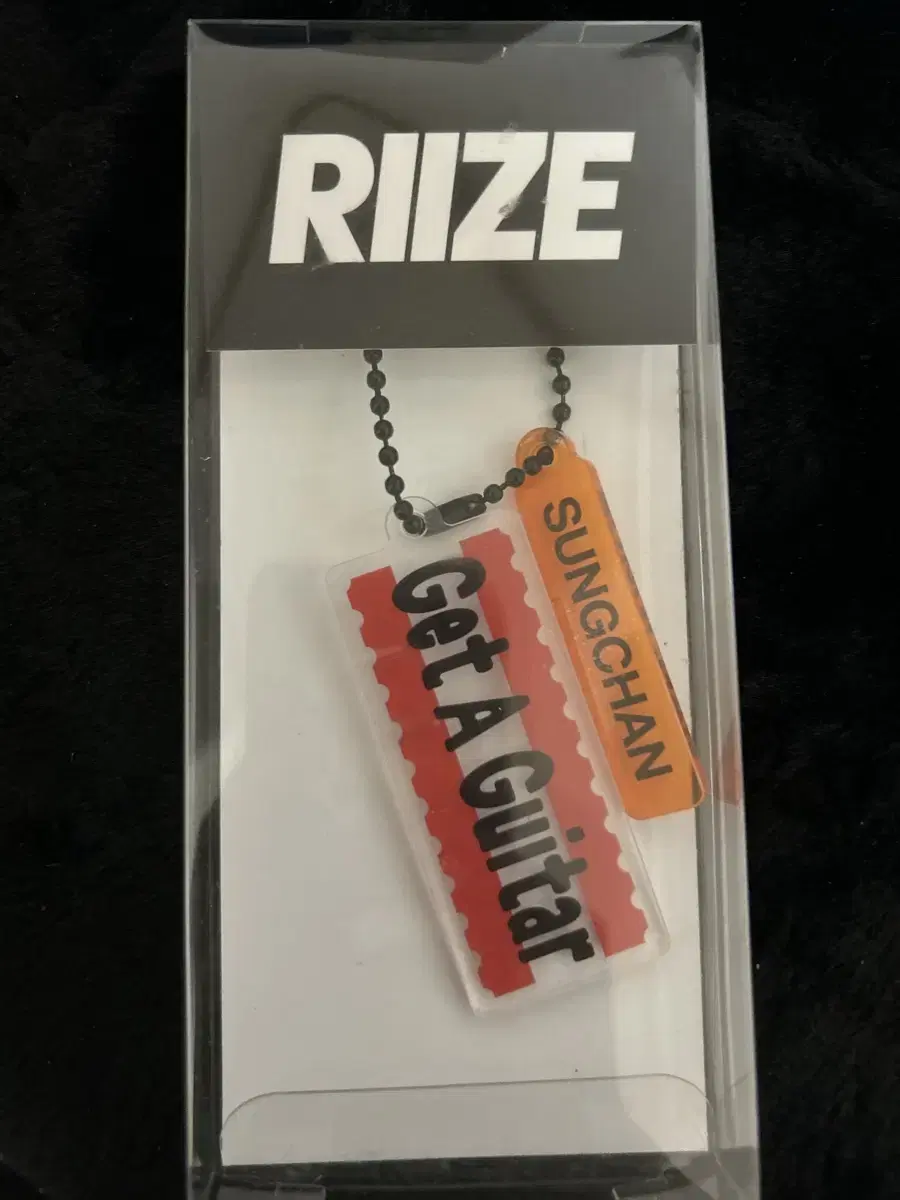 RIIZE
Get A Guitar
SUNGCHAN